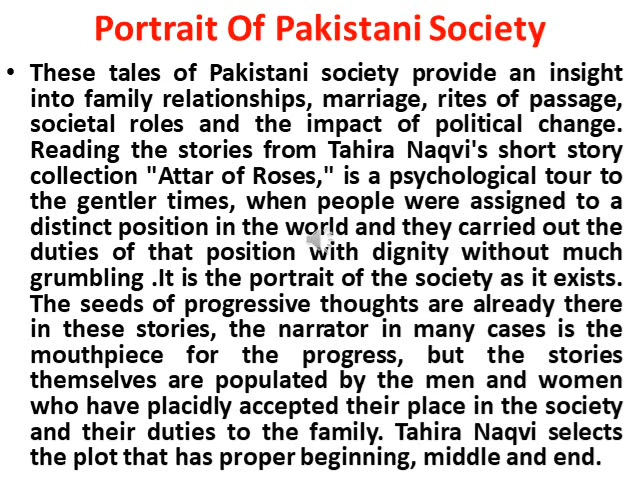 Portrait Of Pakistani Society
• These tales of Pakistani society provide an insight
into family relationships, marriage, rites of passage,
societal roles and the impact of political change.
Reading the stories from Tahira Naqvi's short story
collection "Attar of Roses," is a psychological tour to
the gentler times, when people were assigned to a
distinct position in the world and they carried out the
duties of that position with dignity without much
grumbling .It is the portrait of the society as it exists.
The seeds of progressive thoughts are already there
in these stories, the narrator in many cases is the
mouthpiece for the progress, but the stories
themselves are populated by the men and women
who have placidly accepted their place in the society
and their duties to the family. Tahira Naqvi selects
the plot that has proper beginning, middle and end.